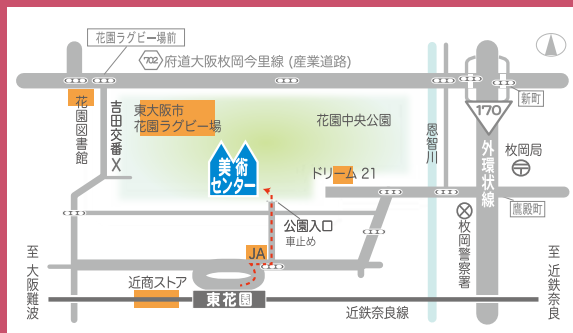 花園ラグビー場前
702 府道大阪枚岡今里線 (産業道路)
花園図書館
吉田交番
X
東大阪市
花園ラグビー場
花園中央公園
恩智川
170
外環状線
新町
枚岡局
美術
センター
ドリーム 21
鷹殿町
公園入口
車止め
枚岡警察署
JA
至 大阪難波
近商ストア
東花園
近鉄奈良線
至 近鉄奈良